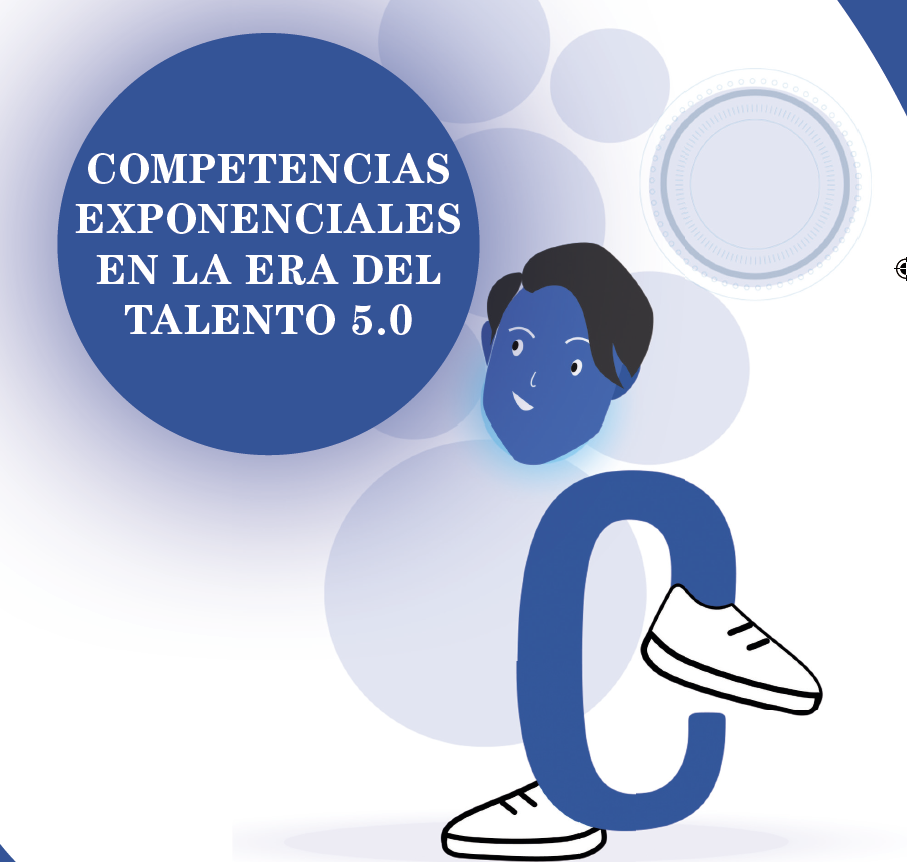 COMPETENCIAS
EXPONENCIALES
EN LA ERA DEL
TALENTO 5.0